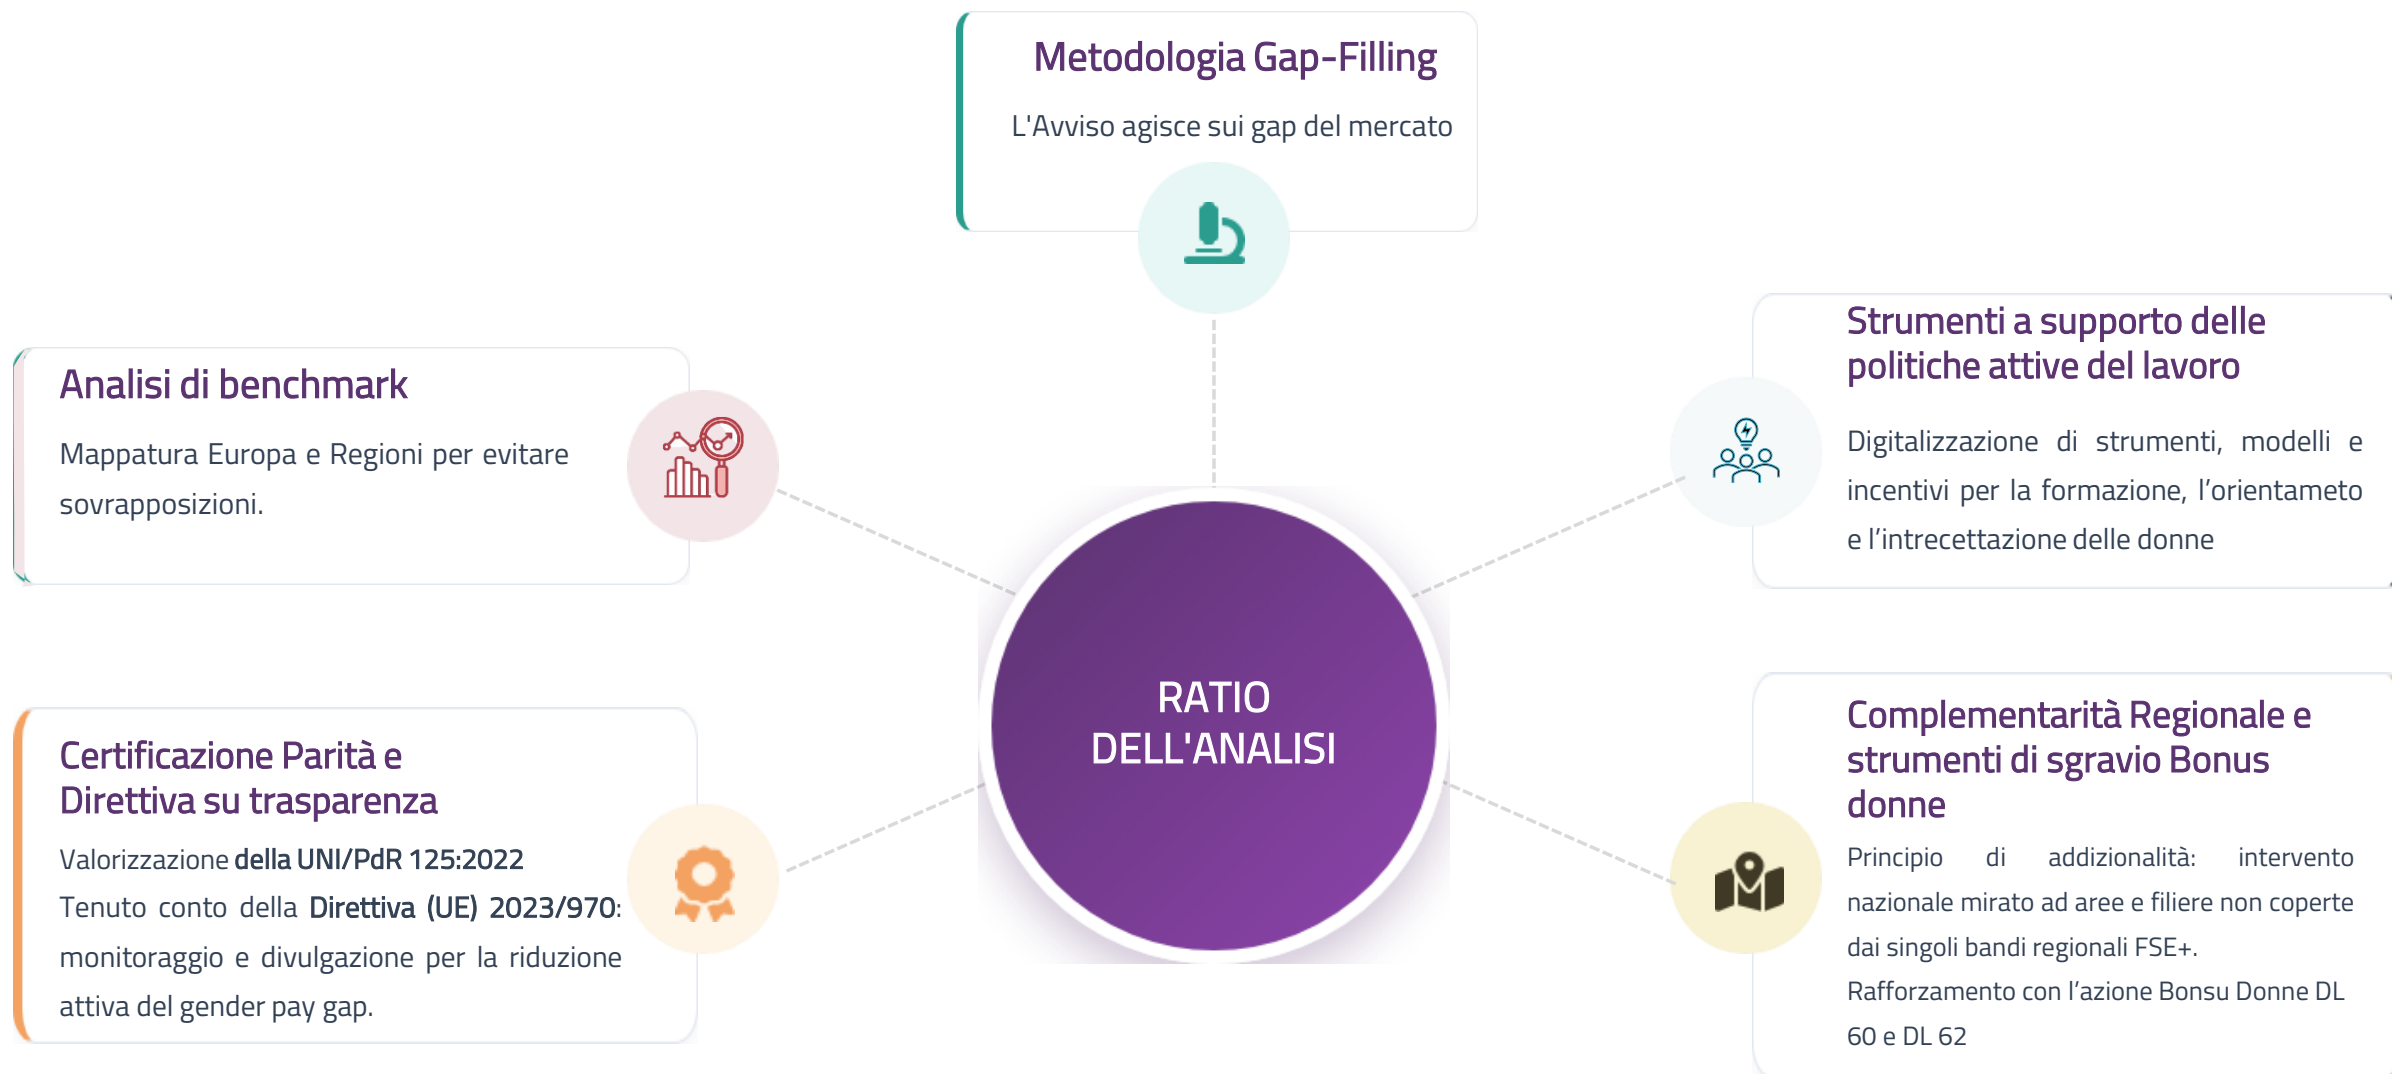 Metodologia Gap-Filling
L'Avviso agisce sui gap del mercato
Analisi di benchmark
Mappatura Europa e Regioni per evitare
sovrapposizioni.
Strumenti a supporto delle
politiche attive del lavoro
Digitalizzazione di strumenti, modelli e
incentivi per la formazione, l’orientameto
e l’intrecettazione delle donne
RATIO
DELL'ANALISI
Certificazione Parità e
Direttiva su trasparenza
Valorizzazione della UNI/PdR 125:2022
Tenuto conto della Direttiva (UE) 2023/970:
monitoraggio e divulgazione per la riduzione
attiva del gender pay gap.
Complementarità Regionale e
strumenti di sgravio Bonus
donne
Principio di addizionalità: intervento
nazionale mirato ad aree e filiere non coperte
dai singoli bandi regionali FSE+.
Rafforzamento con l’azione Bonsu Donne DL
60 e DL 62